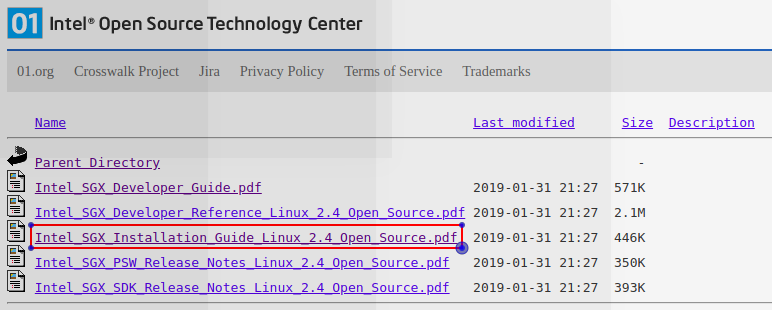 01 Intel® Open Source Technology Center
01.org Crosswalk Project Jira Privacy Policy Terms of Service Trademarks
Name Last modified Size Description
Parent Directory -
Intel_SGX_Developer_Guide.pdf 2019-01-31 21:27 571K
Intel_SGX_Developer_Reference_Linux_2.4_Open_Source.pdf 2019-01-31 21:27 2.1M
Intel_SGX_Installation_Guide_Linux_2.4_Open_Source.pdf 2019-01-31 21:27 446K
Intel_SGX_PSW_Release_Notes_Linux_2.4_Open_Source.pdf 2019-01-31 21:27 350K
Intel_SGX_SDK_Release_Notes_Linux_2.4_Open_Source.pdf 2019-01-31 21:27 393K